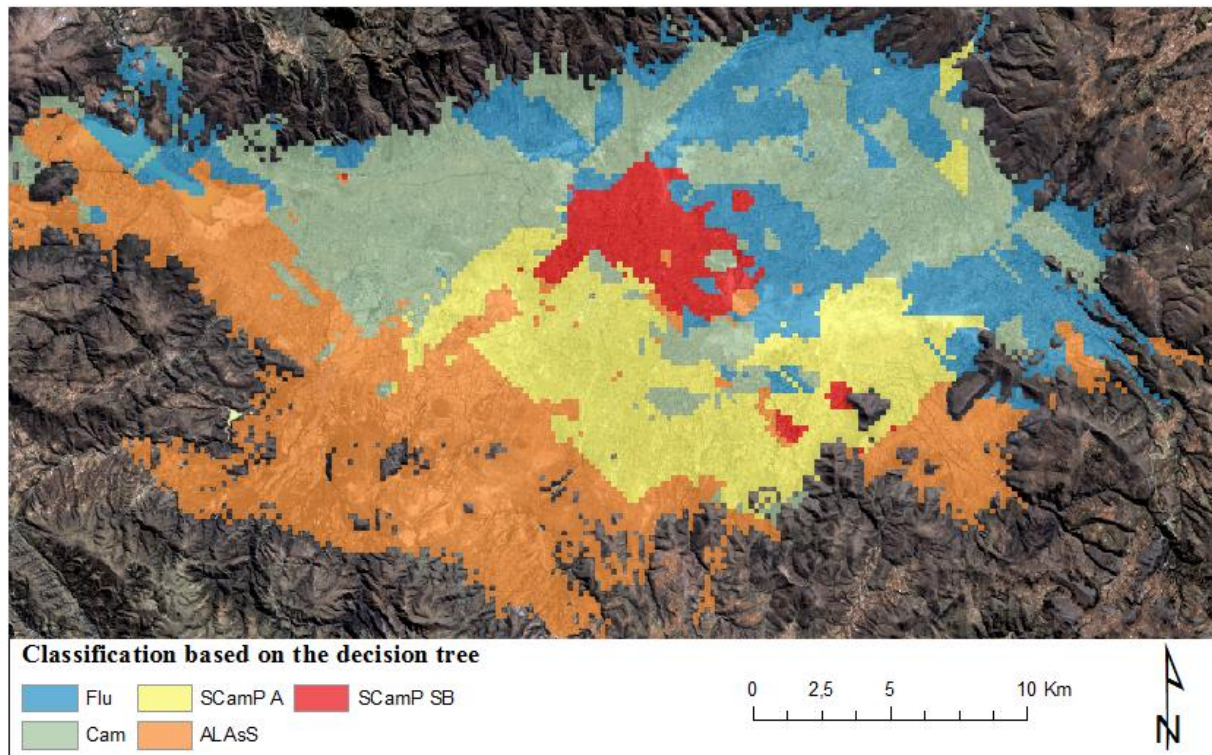 Classification based on the decision tree
Flu SCamP A SCamP SB
Cam ALAsS
0 2,5 5 10 Km
N